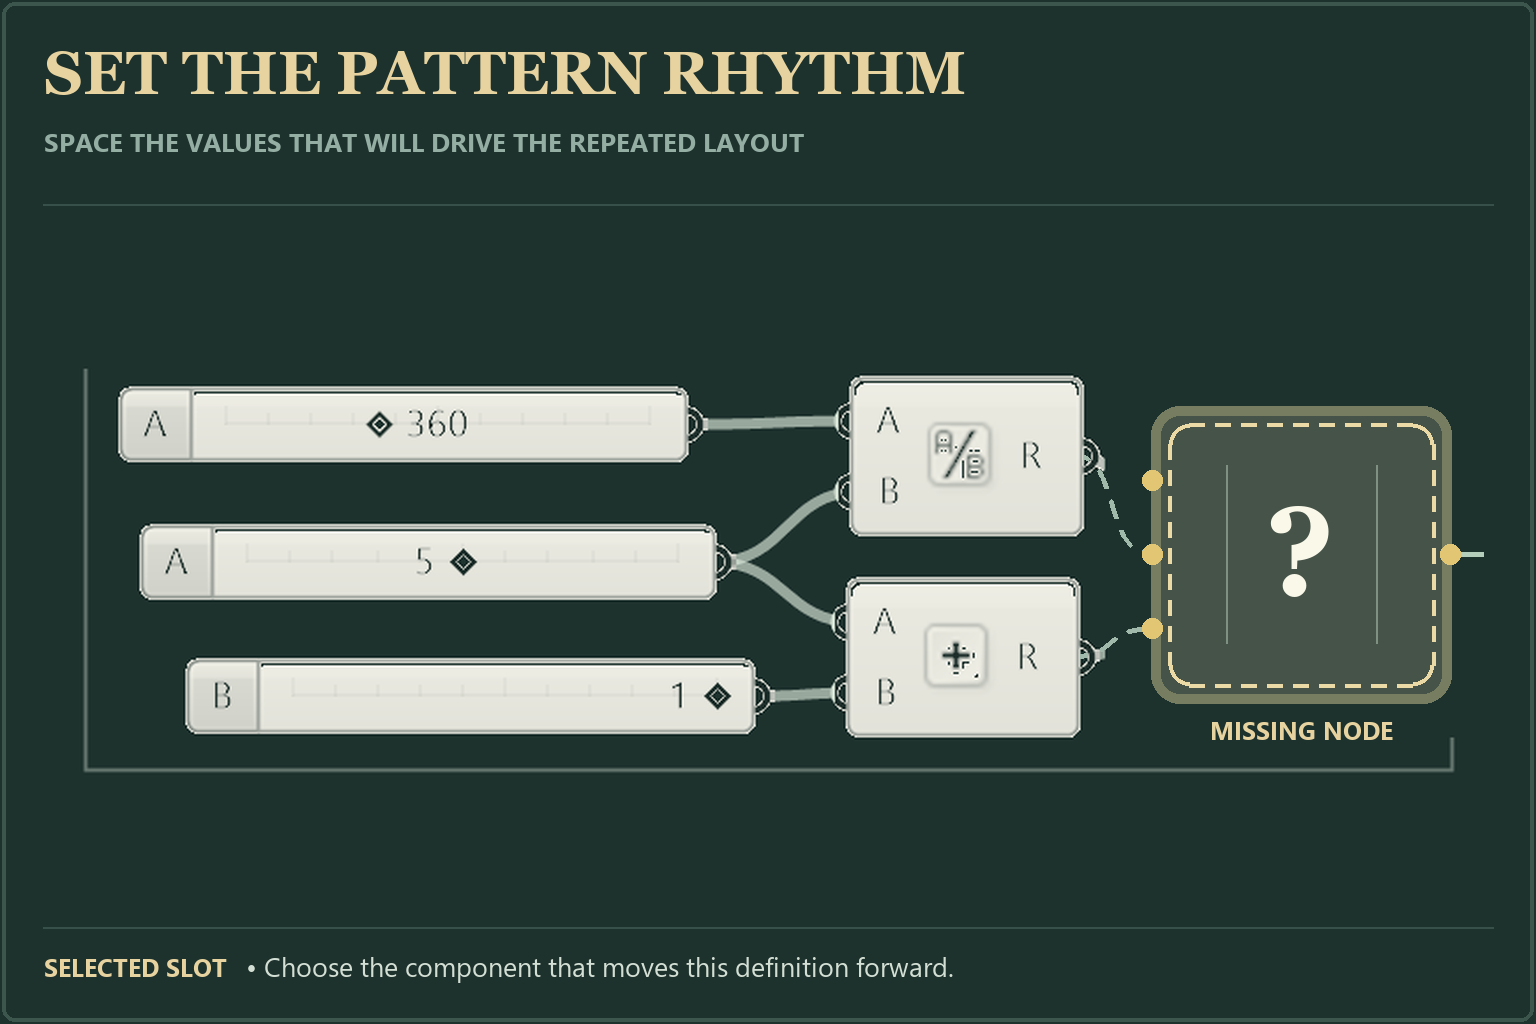 SET THE PATTERN RHYTHM
SPACE THE VALUES THAT WILL DRIVE THE REPEATED LAYOUT
A 360
A
B
A/B
R
A 5
A
B
R
B 1
?
MISSING NODE
SELECTED SLOT • Choose the component that moves this definition forward.